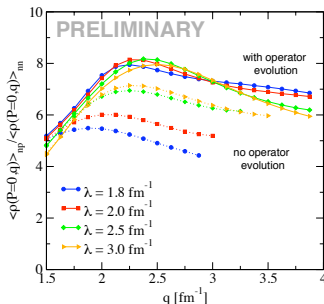 PRELIMINARY
10
8
6
4
2
0
<ρ(P=0,q)>np/<ρ(P=0,q)>nn
with operator
evolution
no operator
evolution
λ = 1.8 fm⁻¹
λ = 2.0 fm⁻¹
λ = 2.5 fm⁻¹
λ = 3.0 fm⁻¹
1.5 2 2.5 3 3.5 4
q [fm⁻¹]